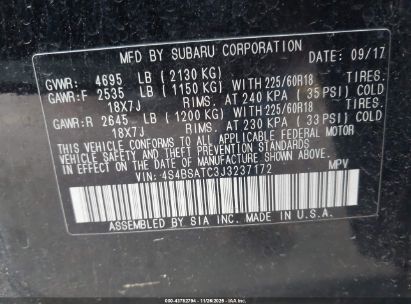 MFD BY SUBARU CORPORATION DATE: 09/17
GVWR: 4695 LB (2130 KG)
GAWR:F 2535 LB (1150 KG) WITH 225/60R18 TIRES.
18X7J RIMS. AT 240 KPA (35 PSI) COLD
GAWR:R 2645 LB (1200 KG) WITH 225/60R18 TIRES.
18X7J RIMS. AT 230 KPA (33 PSI) COLD
THIS VEHICLE CONFORMS TO ALL APPLICABLE FEDERAL MOTOR
VEHICLE SAFETY, BUMPER, AND THEFT PREVENTION STANDARDS
IN EFFECT ON THE DATE OF MANUFACTURE SHOWN ABOVE.
VIN: 4S4BSATC3J3237172 MPV
ASSEMBLED BY SIA INC. MADE IN U.S.A.